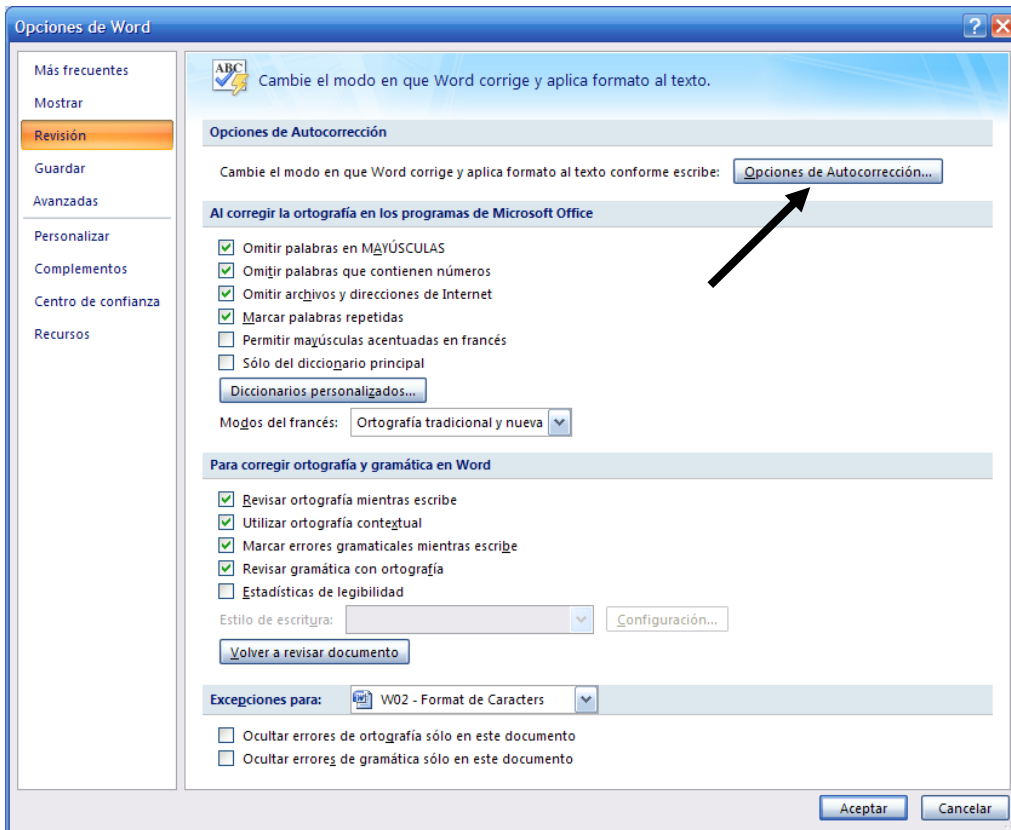 Opciones de Word
Más frecuentes
Mostrar
Revisión
Guardar
Avanzadas
Personalizar
Complementos
Centro de confianza
Recursos
ABC
Cambie el modo en que Word corrige y aplica formato al texto.
Opciones de Autocorrección
Cambie el modo en que Word corrige y aplica formato al texto conforme escribe: Opciones de Autocorrección...
Al corregir la ortografía en los programas de Microsoft Office
Omitir palabras en MAYÚSCULAS
Omitir palabras que contienen números
Omitir archivos y direcciones de Internet
Marcar palabras repetidas
Permitir mayúsculas acentuadas en francés
Sólo del diccionario principal
Diccionarios personalizados...
Modos del francés: Ortografía tradicional y nueva
Para corregir ortografía y gramática en Word
Revisar ortografía mientras escribe
Utilizar ortografía contextual
Marcar errores gramaticales mientras escribe
Revisar gramática con ortografía
Estadísticas de legibilidad
Estilo de escritura: Configuración...
Volver a revisar documento
Excepciones para: W02 - Format de Caracters
Ocultar errores de ortografía sólo en este documento
Ocultar errores de gramática sólo en este documento
Aceptar Cancelar